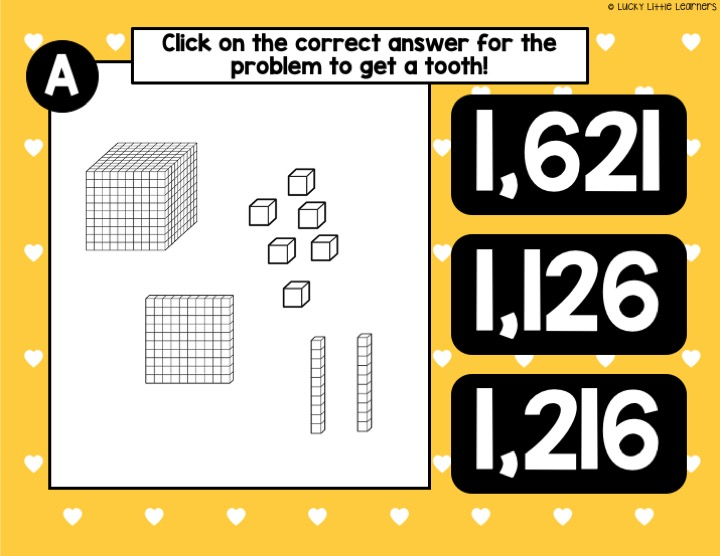 © Lucky Little Learners
Click on the correct answer for the
problem to get a tooth!
A
1,621
1,126
1,216